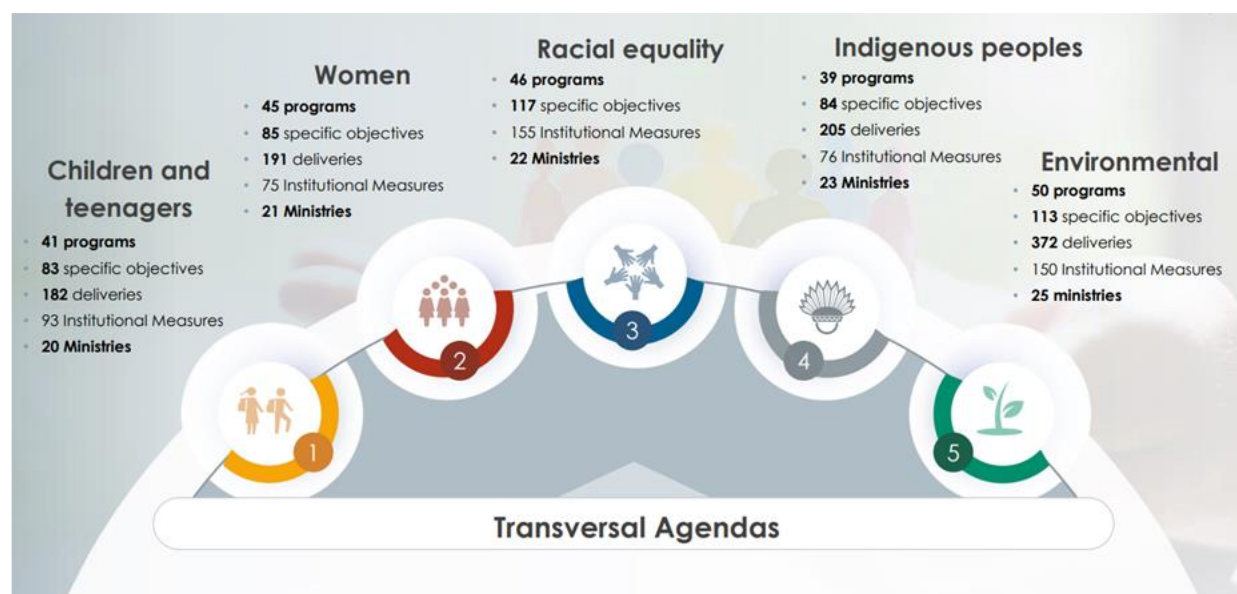 Children and
teenagers
• 41 programs
• 83 specific objectives
• 182 deliveries
• 93 Institutional Measures
• 20 Ministries
Women
• 45 programs
• 85 specific objectives
• 191 deliveries
• 75 Institutional Measures
• 21 Ministries
Racial equality
• 46 programs
• 117 specific objectives
• 155 Institutional Measures
• 22 Ministries
Indigenous peoples
• 39 programs
• 84 specific objectives
• 205 deliveries
• 76 Institutional Measures
• 23 Ministries
Environmental
• 50 programs
• 113 specific objectives
• 372 deliveries
• 150 Institutional Measures
• 25 ministries
1
2
3
4
5
Transversal Agendas